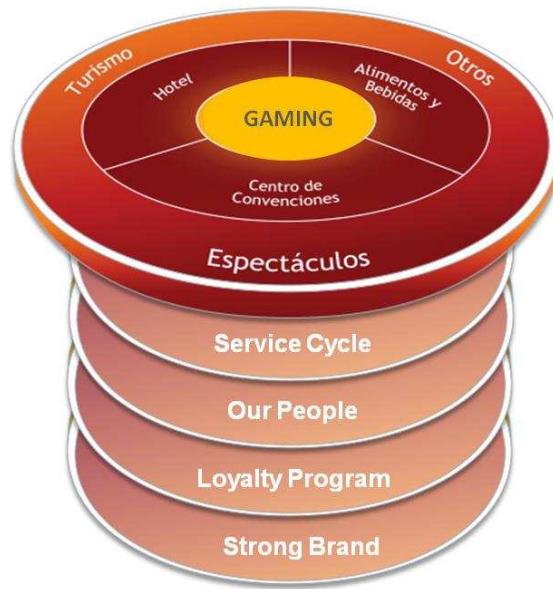 Turismo
Otros
Hotel
Alimentos y
Bebidas
GAMING
Centro de
Convenciones
Espectáculos
Service Cycle
Our People
Loyalty Program
Strong Brand